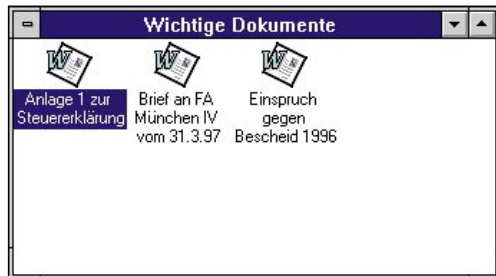 Wichtige Dokumente
Anlage 1 zur
Steuererklärung
Brief an FA
München IV
vom 31.3.97
Einspruch
gegen
Bescheid 1996